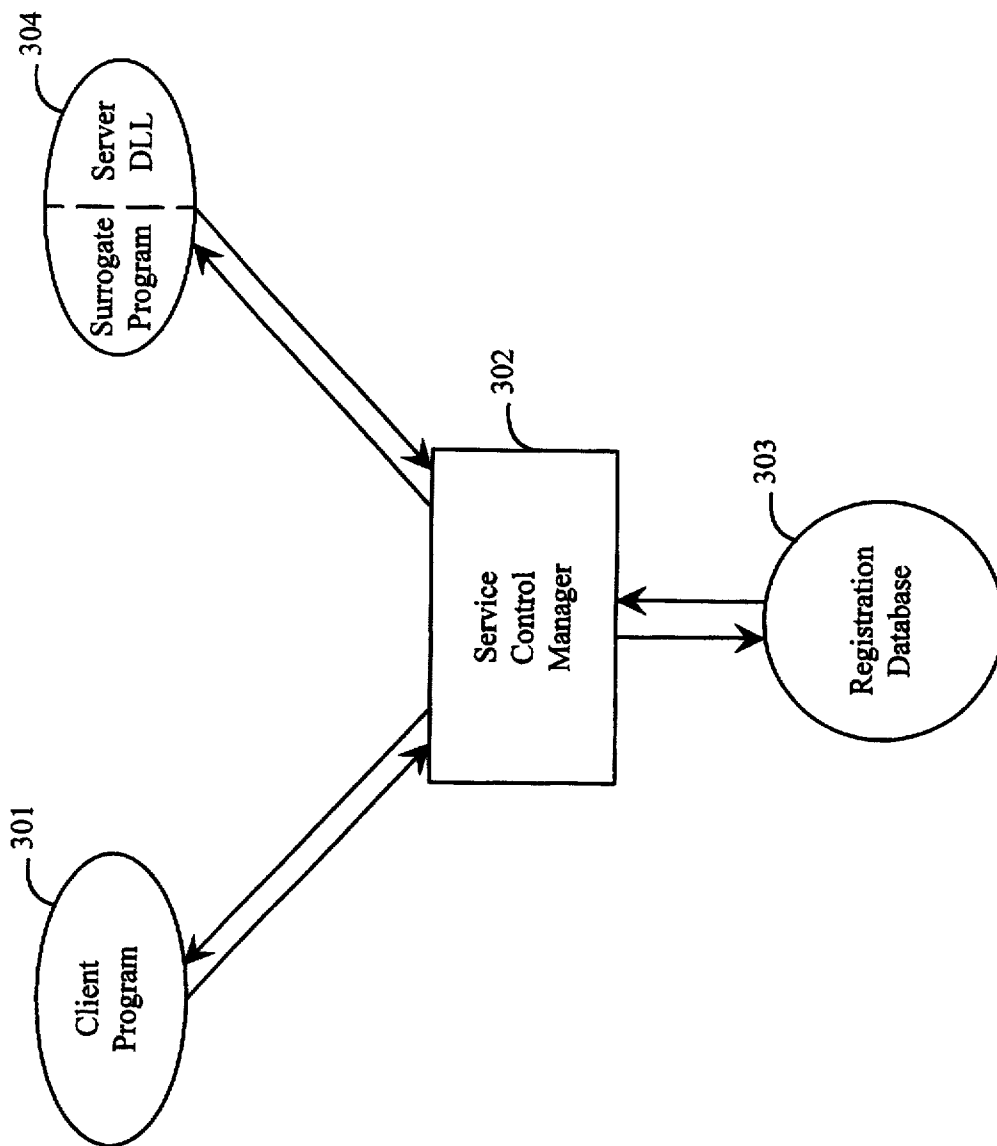 301
Client
Program
304
Surrogate
Program
Server
DLL
302
Service
Control
Manager
303
Registration
Database